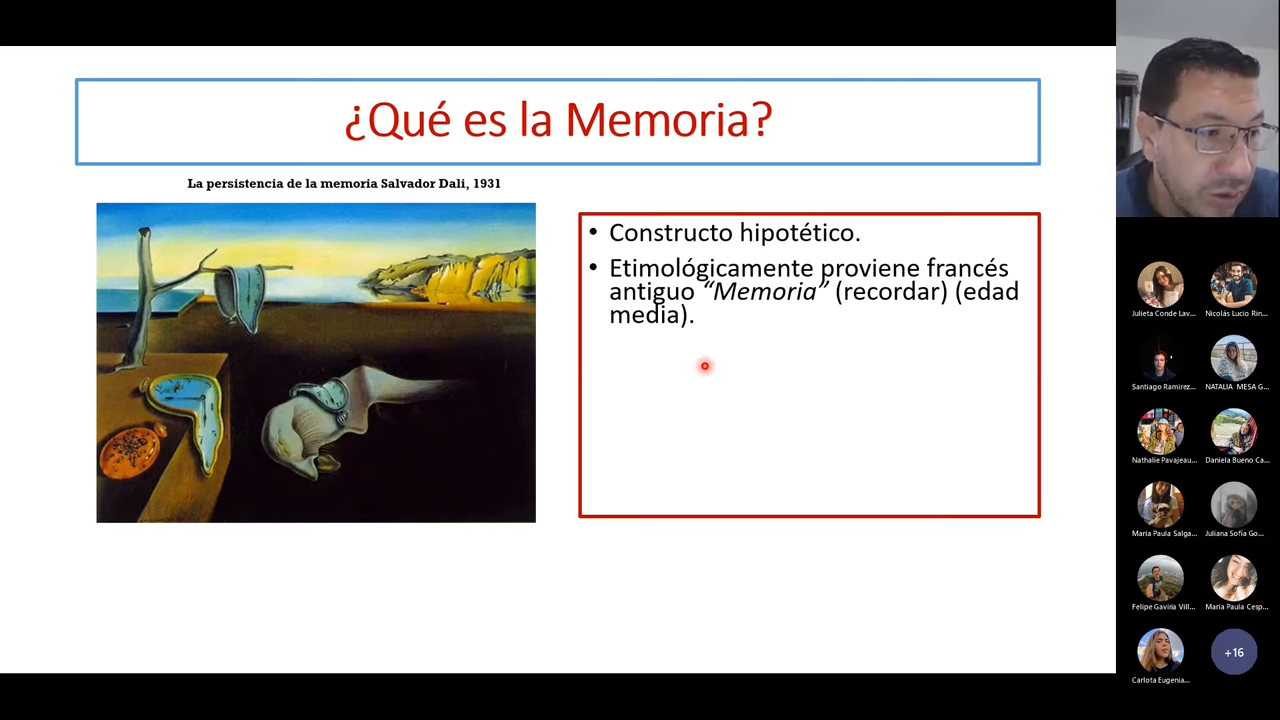 ¿Qué es la Memoria?
La persistencia de la memoria Salvador Dali, 1931
• Constructo hipotético.
• Etimológicamente proviene francés
antiguo “Memoria” (recordar) (edad
media).
Julieta Conde Lav...
Nicolás Lucio Rin...
Santiago Ramirez...
NATALIA MESA G...
Nathalie Pavajeau...
Daniela Bueno Ca...
Maria Paula Salga...
Juliana Sofía Go...
Felipe Gaviria Vill...
Maria Paula Cesp...
Carlota Eugenia...
+16